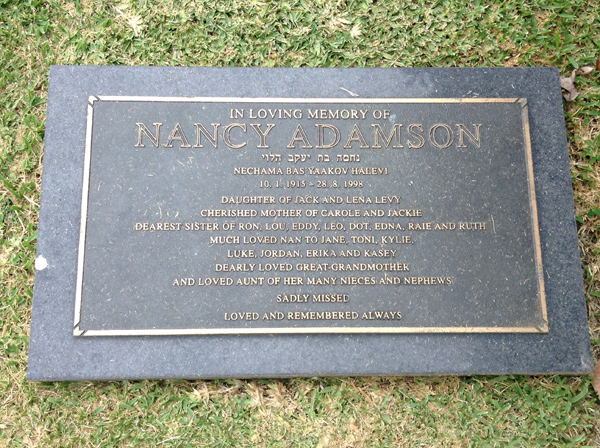 IN LOVING MEMORY OF
NANCY ADAMSON
נחמה בת יעקב הלוי
NECHAMA BAS YAAKOV HALEVI
10. 1. 1915 - 28. 8. 1998
DAUGHTER OF JACK AND LENA LEVY
CHERISHED MOTHER OF CAROLE AND JACKIE
DEAREST SISTER OF RON, LOU, EDDY, LEO, DOT, EDNA, RAIE AND RUTH
MUCH LOVED NAN TO JANE, TONI, KYLIE,
LUKE, JORDAN, ERIKA AND KASEY
DEARLY LOVED GREAT-GRANDMOTHER
AND LOVED AUNT OF HER MANY NIECES AND NEPHEWS
SADLY MISSED
LOVED AND REMEMBERED ALWAYS